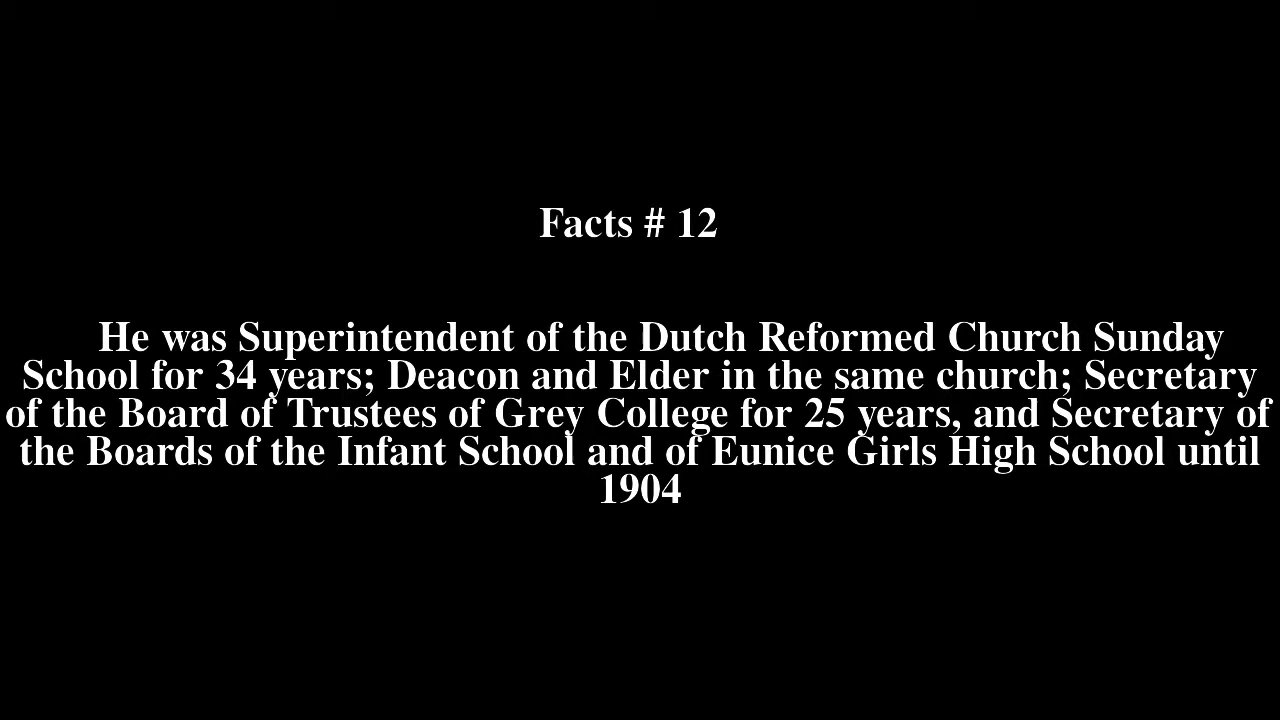 Facts # 12
He was Superintendent of the Dutch Reformed Church Sunday
School for 34 years; Deacon and Elder in the same church; Secretary
of the Board of Trustees of Grey College for 25 years, and Secretary of
the Boards of the Infant School and of Eunice Girls High School until
1904